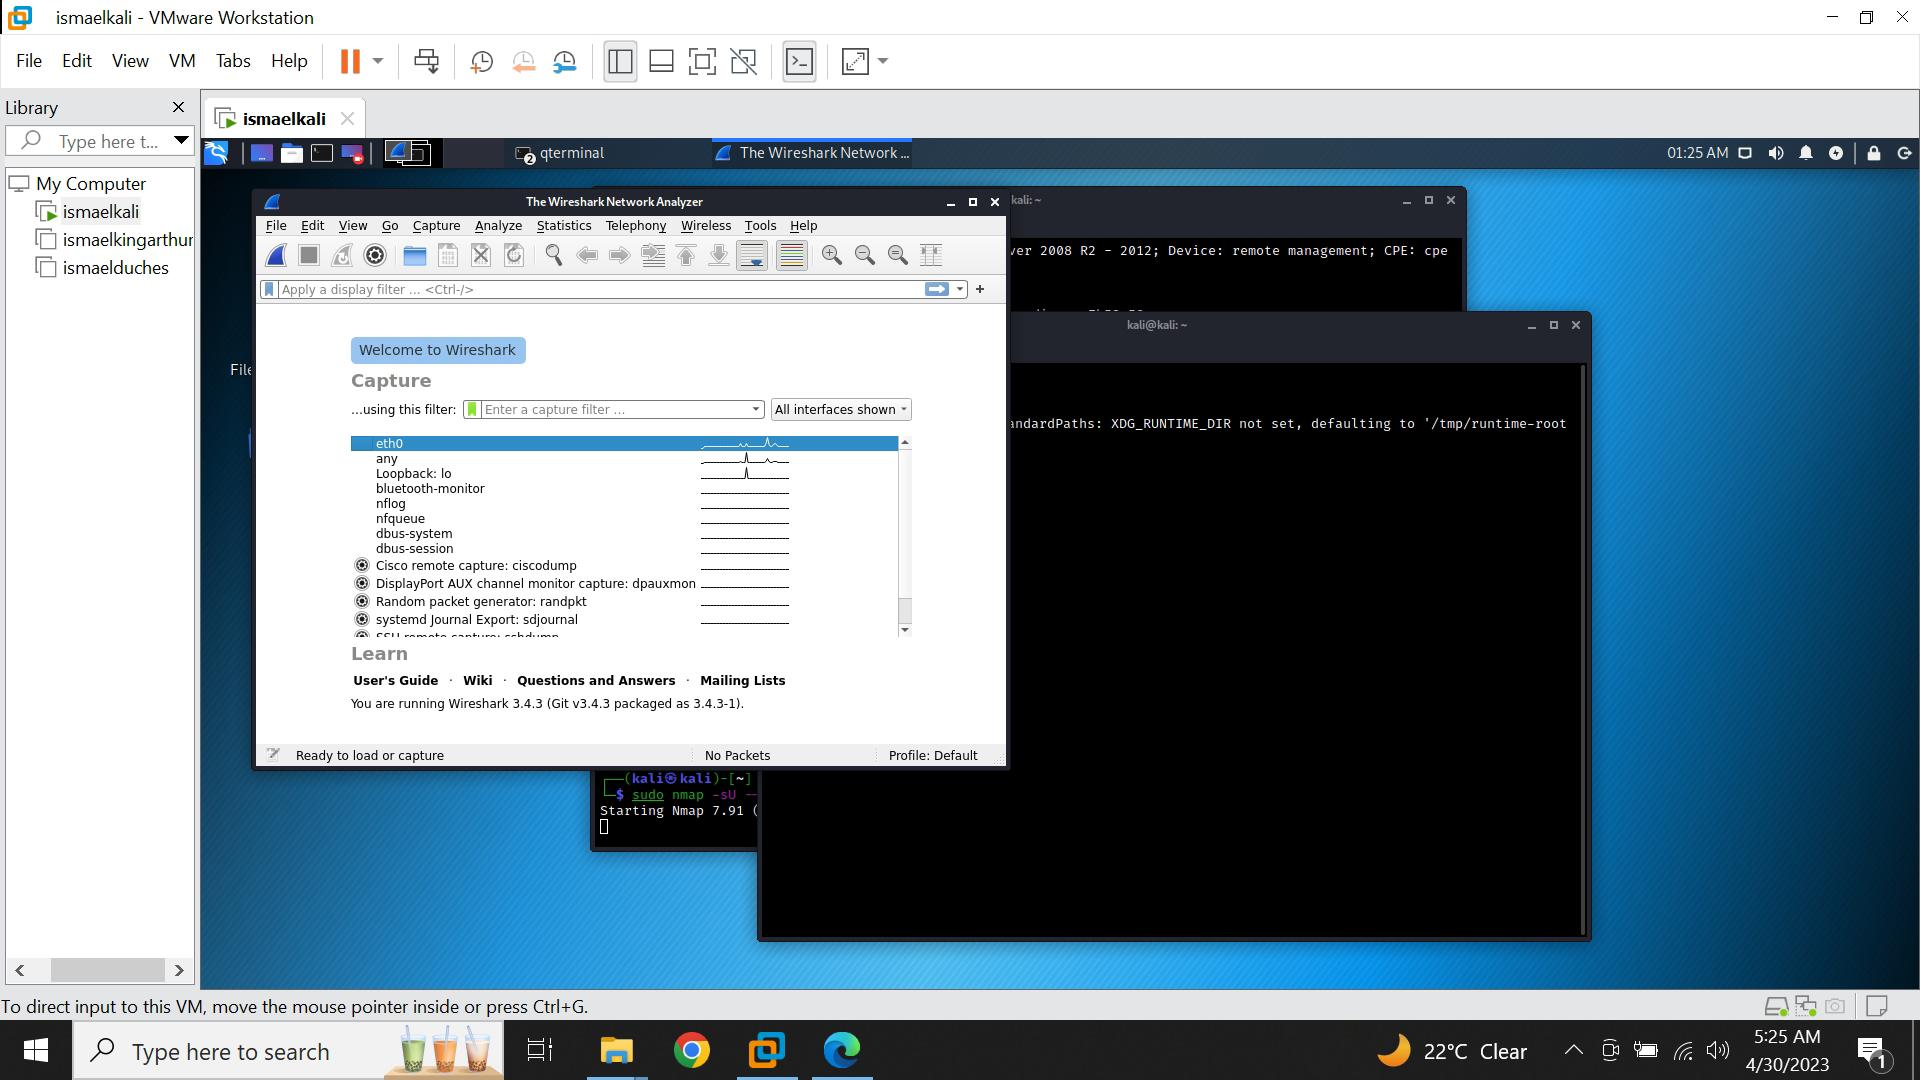 ismaelkali - VMware Workstation
File Edit View VM Tabs Help
Library
Type here t...
My Computer
ismaelkali
ismaelkingarthur
ismaelduches
ismaelkali
2 qterminal
The Wireshark Network ...
01:25 AM
The Wireshark Network Analyzer
File Edit View Go Capture Analyze Statistics Telephony Wireless Tools Help
Apply a display filter ... <Ctrl-/>
+
Welcome to Wireshark
Capture
...using this filter: Enter a capture filter ... All interfaces shown
eth0
any
Loopback: lo
bluetooth-monitor
nflog
nfqueue
dbus-system
dbus-session
Cisco remote capture: ciscodump
DisplayPort AUX channel monitor capture: dpauxmon
Random packet generator: randpkt
systemd Journal Export: sdjournal
SSH remote capture: sshdump
Learn
User's Guide · Wiki · Questions and Answers · Mailing Lists
You are running Wireshark 3.4.3 (Git v3.4.3 packaged as 3.4.3-1).
Ready to load or capture No Packets Profile: Default
kali: ~
ver 2008 R2 - 2012; Device: remote management; CPE: cpe
kali@kali: ~
andardPaths: XDG_RUNTIME_DIR not set, defaulting to '/tmp/runtime-root
File
(kali㉿kali)-[~]
$ sudo nmap -sU --
Starting Nmap 7.91 (
To direct input to this VM, move the mouse pointer inside or press Ctrl+G.
Type here to search
22°C Clear
5:25 AM
4/30/2023
1